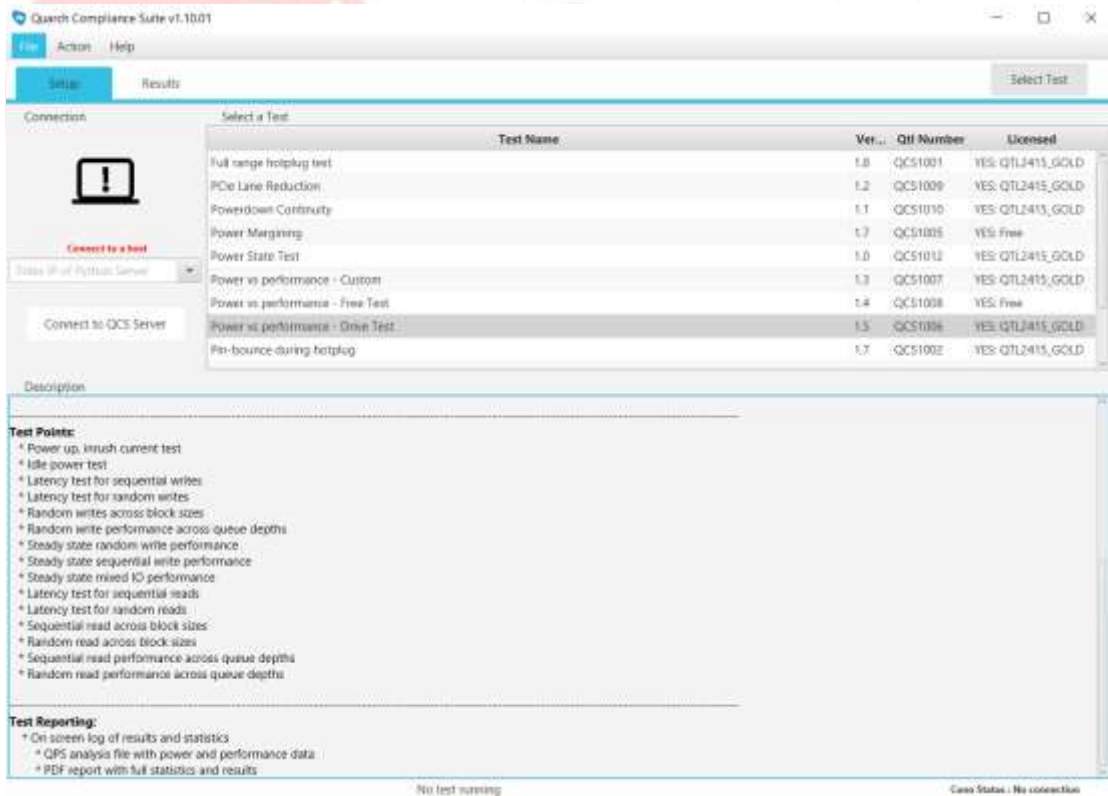 Quarch Compliance Suite v1.10.01
File Action Help
Setup Results Select Test
Connection Select a Test
Test Name Ver... Qtl Number Licensed
Full range hotplug test 1.8 QCS1001 YES: QTL2415_GOLD
PCIe Lane Reduction 1.2 QCS1009 YES: QTL2415_GOLD
Powerdown Continuity 1.1 QCS1010 YES: QTL2415_GOLD
Power Margining 1.7 QCS1005 YES: Free
Power State Test 1.0 QCS1012 YES: QTL2415_GOLD
Power vs performance - Custom 1.3 QCS1007 YES: QTL2415_GOLD
Power vs performance - Free Test 1.4 QCS1008 YES: Free
Power vs performance - Drive Test 1.5 QCS1006 YES: QTL2415_GOLD
Pin-bounce during hotplug 1.7 QCS1002 YES: QTL2415_GOLD
Connect to a host
Enter IP of Python Server
Connect to QCS Server
Description
Test Points:
* Power up, inrush current test
* Idle power test
* Latency test for sequential writes
* Latency test for random writes
* Random writes across block sizes
* Random write performance across queue depths
* Steady state random write performance
* Steady state sequential write performance
* Steady state mixed IO performance
* Latency test for sequential reads
* Latency test for random reads
* Sequential read across block sizes
* Random read across block sizes
* Sequential read performance across queue depths
* Random read performance across queue depths
Test Reporting:
* On screen log of results and statistics
* QPS analysis file with power and performance data
* PDF report with full statistics and results
No test running Conn Status : No connection